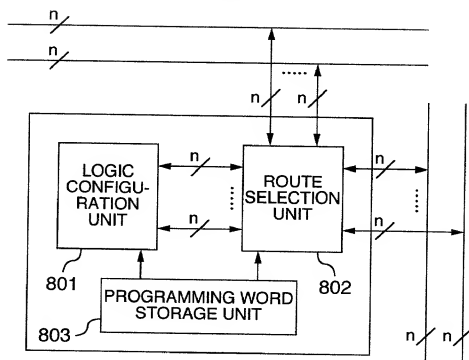 n
n
n
n
LOGIC
CONFIGU-
RATION
UNIT
n
n
ROUTE
SELECTION
UNIT
n
n
801
802
PROGRAMMING WORD
STORAGE UNIT
803
n
n